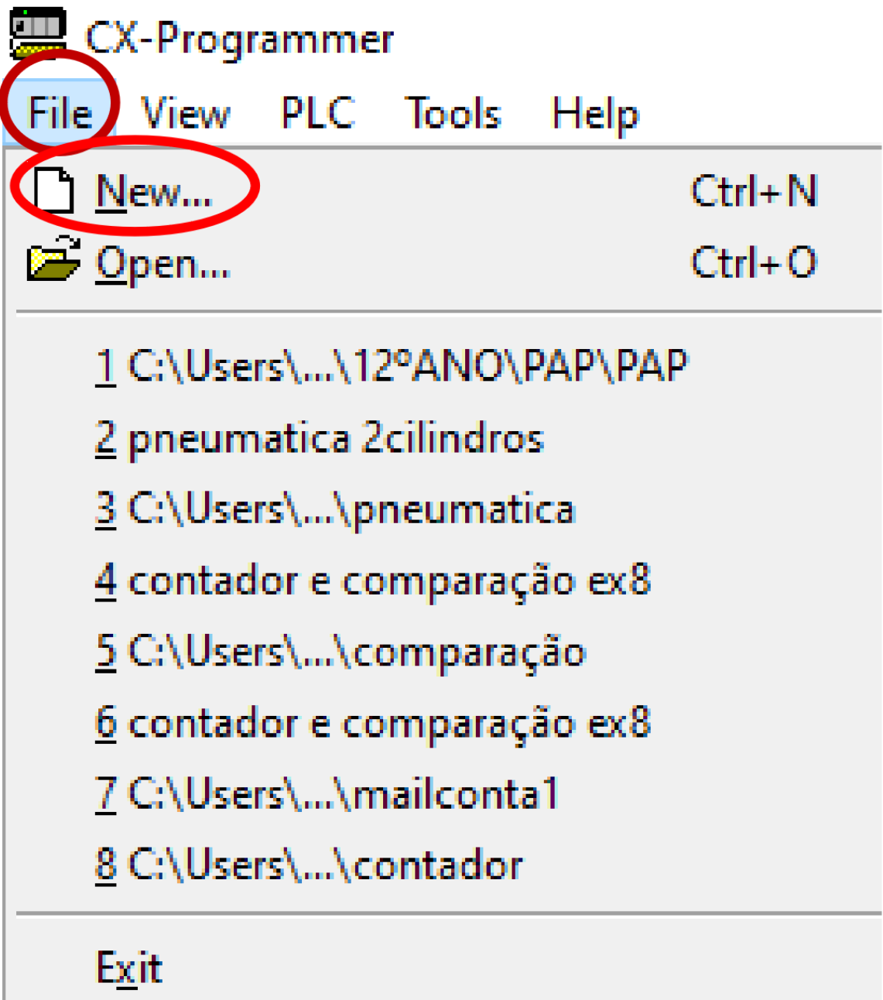 CX-Programmer
File View PLC Tools Help
New... Ctrl+N
Open... Ctrl+O
1 C:\Users\...\12ºANO\PAP\PAP
2 pneumatica 2cilindros
3 C:\Users\...\pneumatica
4 contador e comparação ex8
5 C:\Users\...\comparação
6 contador e comparação ex8
7 C:\Users\...\mailconta1
8 C:\Users\...\contador
Exit